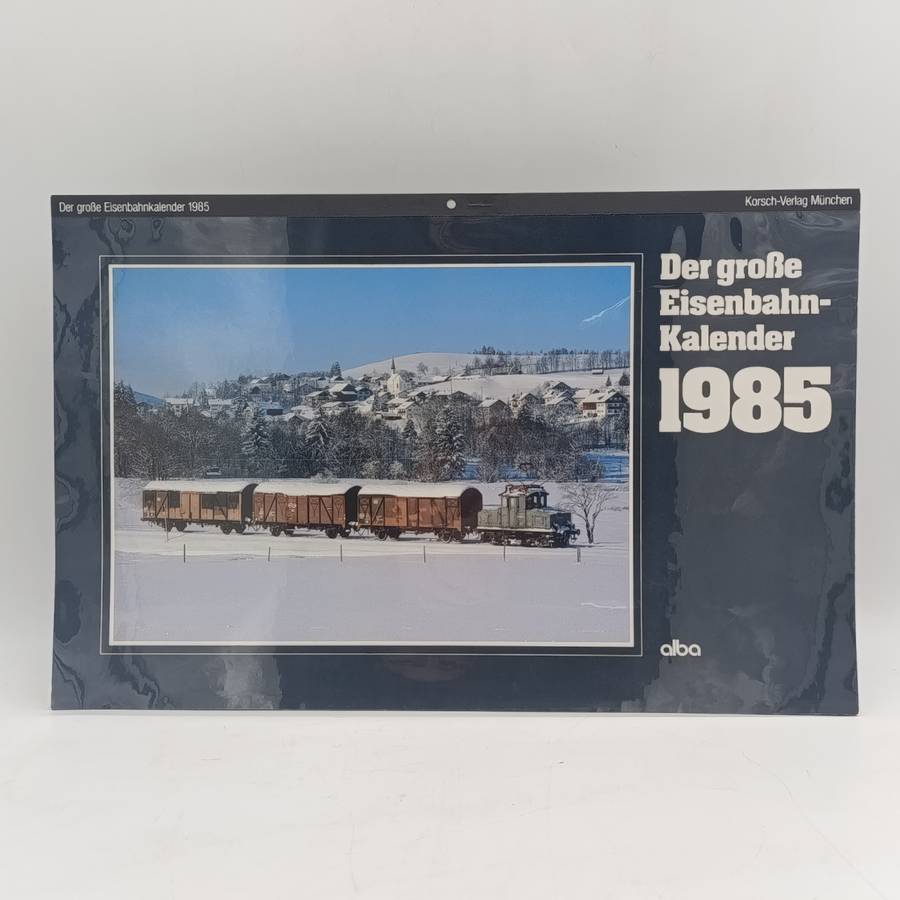 Der große Eisenbahnkalender 1985
Korsch-Verlag München
Der große
Eisenbahn-
Kalender
1985
alba